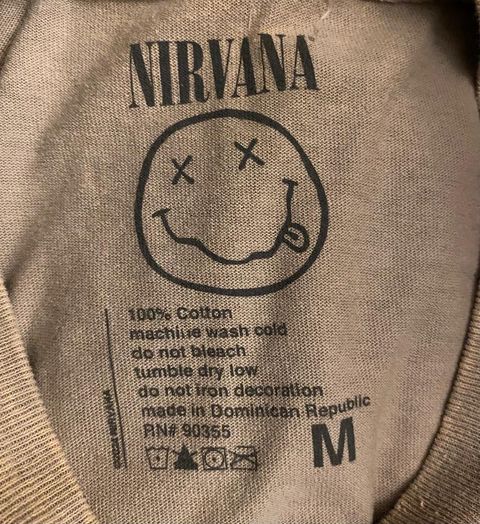 NIRVANA
100% Cotton
machine wash cold
do not bleach
tumble dry low
do not iron decoration
made in Dominican Republic
RN# 90355
M
NIRVANA